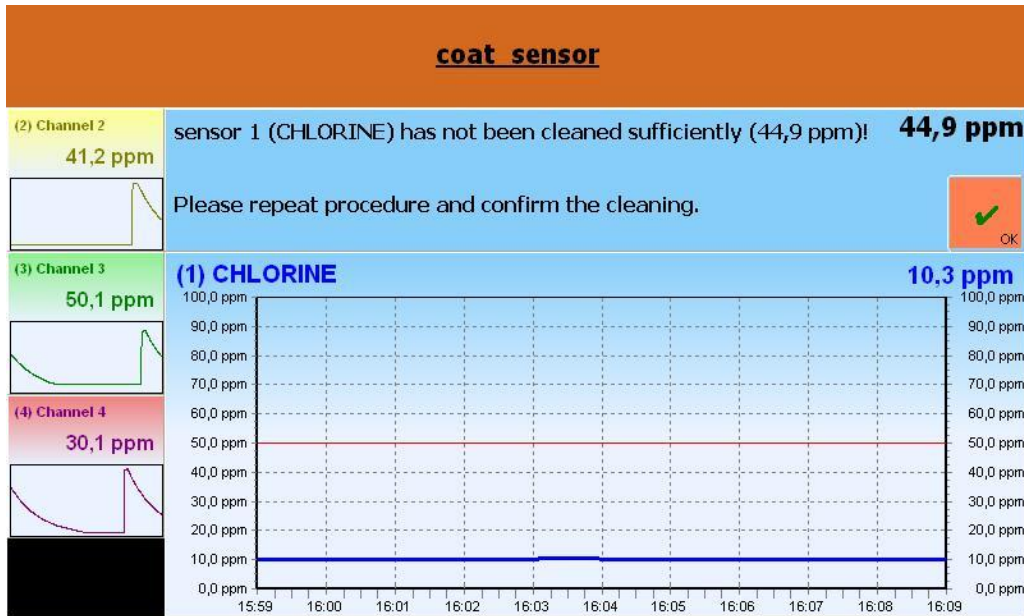 coat sensor
(2) Channel 2
41,2 ppm
sensor 1 (CHLORINE) has not been cleaned sufficiently (44,9 ppm)!
44,9 ppm
Please repeat procedure and confirm the cleaning.
OK
(3) Channel 3
50,1 ppm
(4) Channel 4
30,1 ppm
(1) CHLORINE
10,3 ppm
100,0 ppm 100,0 ppm
90,0 ppm 90,0 ppm
80,0 ppm 80,0 ppm
70,0 ppm 70,0 ppm
60,0 ppm 60,0 ppm
50,0 ppm 50,0 ppm
40,0 ppm 40,0 ppm
30,0 ppm 30,0 ppm
20,0 ppm 20,0 ppm
10,0 ppm 10,0 ppm
0,0 ppm 0,0 ppm
15:59 16:00 16:01 16:02 16:03 16:04 16:05 16:06 16:07 16:08 16:09